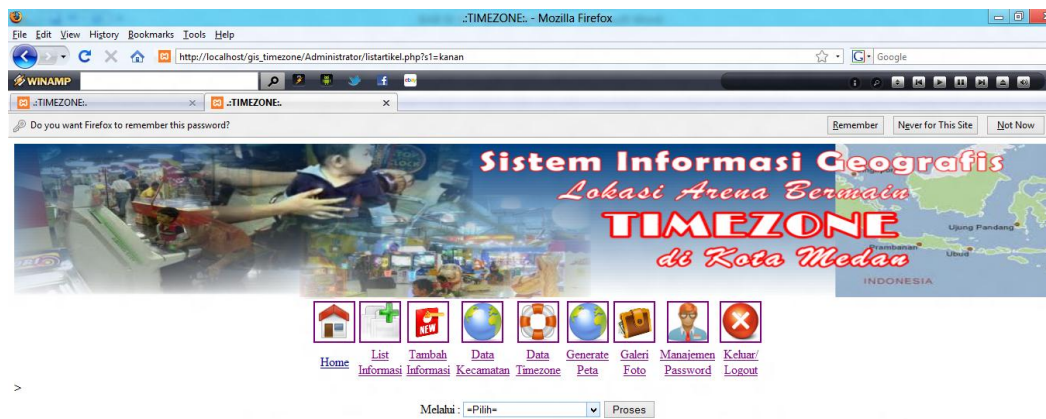 .:TIMEZONE:. - Mozilla Firefox
File Edit View History Bookmarks Tools Help
http://localhost/gis_timezone/Administrator/listartikel.php?s1=kanan
Google
WINAMP
ebay
.:TIMEZONE:.
.:TIMEZONE:.
Do you want Firefox to remember this password?
Remember
Never for This Site
Not Now
Sistem Informasi Geografis
Lokasi Arena Bermain
TIMEZONE
di Kota Medan
Ujung Pandang
Prambanan
Ubud
INDONESIA
NEW
Home
List Informasi
Tambah Informasi
Data Kecamatan
Data Timezone
Generate Peta
Galeri Foto
Manajemen Password
Keluar/ Logout
>
Melalui : =Pilih=
Proses